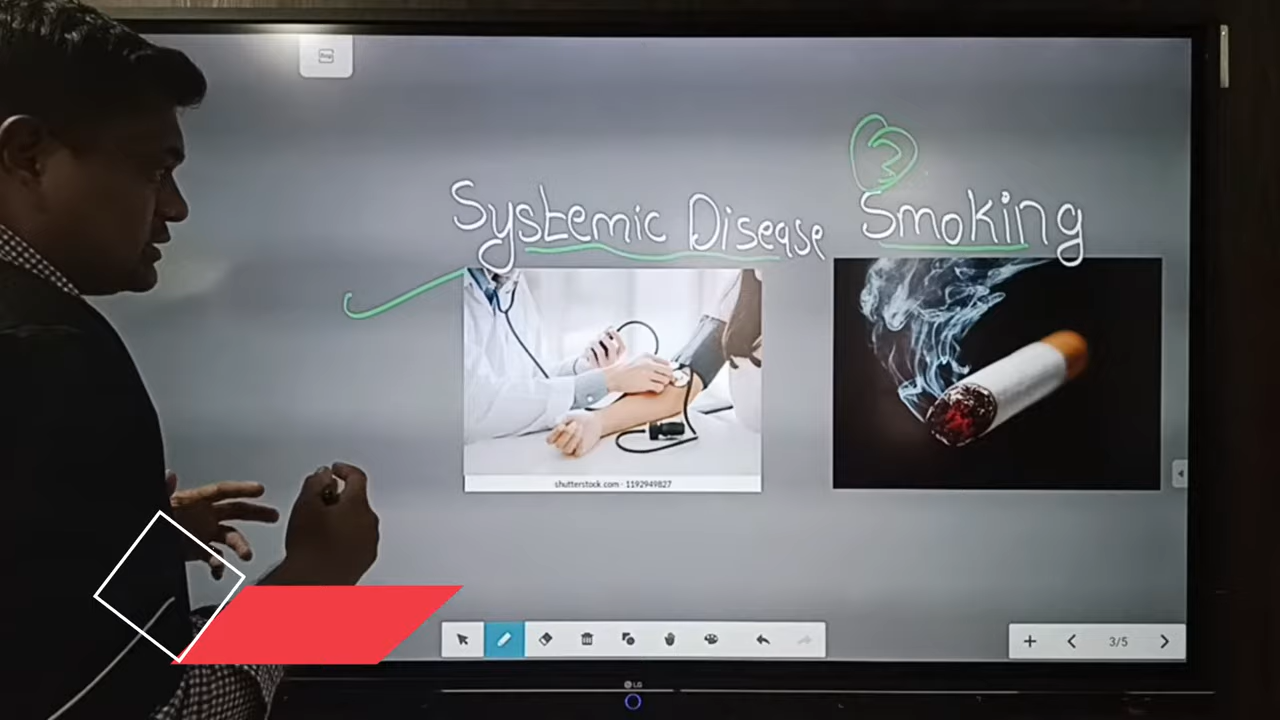 3
Systemic Disease
Smoking
shutterstock.com · 1192949827
3/5
LG